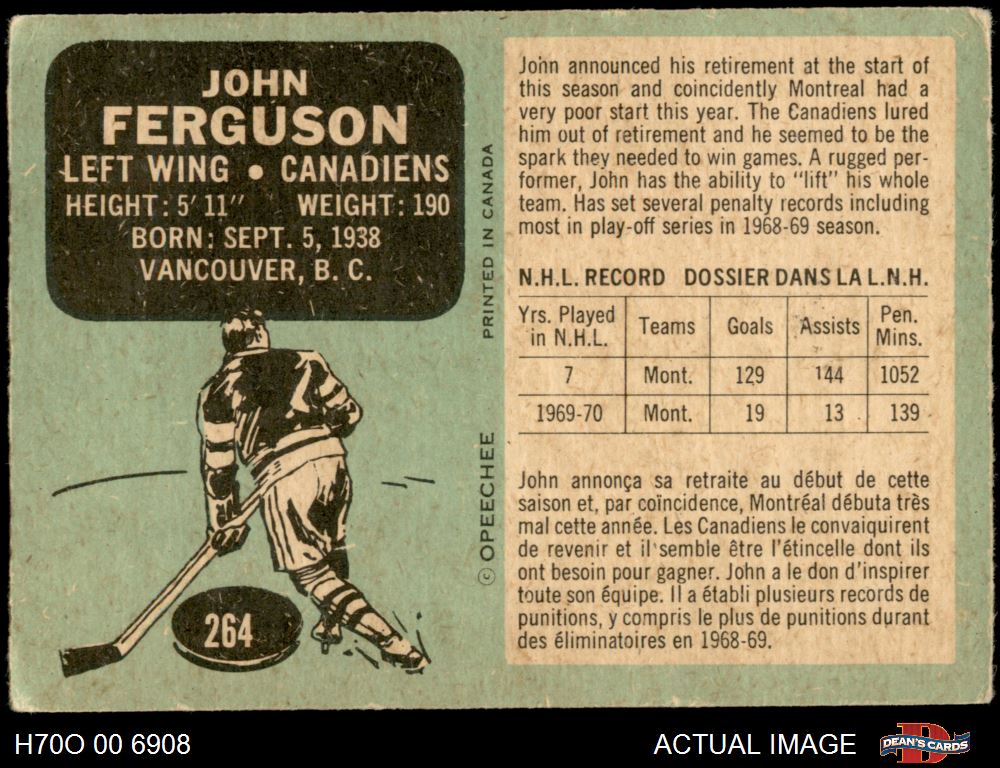 JOHN
FERGUSON
LEFT WING • CANADIENS
HEIGHT: 5' 11" WEIGHT: 190
BORN: SEPT. 5, 1938
VANCOUVER, B. C.
264
© OPEECHEE PRINTED IN CANADA
John announced his retirement at the start of
this season and coincidently Montreal had a
very poor start this year. The Canadiens lured
him out of retirement and he seemed to be the
spark they needed to win games. A rugged per-
former, John has the ability to "lift" his whole
team. Has set several penalty records including
most in play-off series in 1968-69 season.
N.H.L. RECORD DOSSIER DANS LA L.N.H.
Yrs. Played in N.H.L. Teams Goals Assists Pen. Mins.
7 Mont. 129 144 1052
1969-70 Mont. 19 13 139
John annonça sa retraite au début de cette
saison et, par coïncidence, Montréal débuta très
mal cette année. Les Canadiens le convaiquirent
de revenir et il semble être l'étincelle dont ils
ont besoin pour gagner. John a le don d'inspirer
toute son équipe. Il a établi plusieurs records de
punitions, y compris le plus de punitions durant
des éliminatoires en 1968-69.
H70O 00 6908
ACTUAL IMAGE
D
DEAN'S CARDS